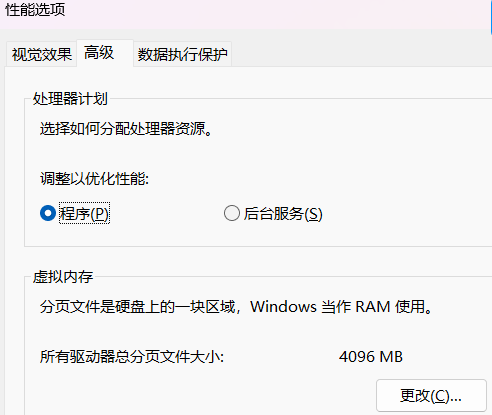 性能选项
视觉效果 高级 数据执行保护
处理器计划
选择如何分配处理器资源。
调整以优化性能:
程序(P) 后台服务(S)
虚拟内存
分页文件是硬盘上的一块区域，Windows 当作 RAM 使用。
所有驱动器总分页文件大小: 4096 MB
更改(C)...